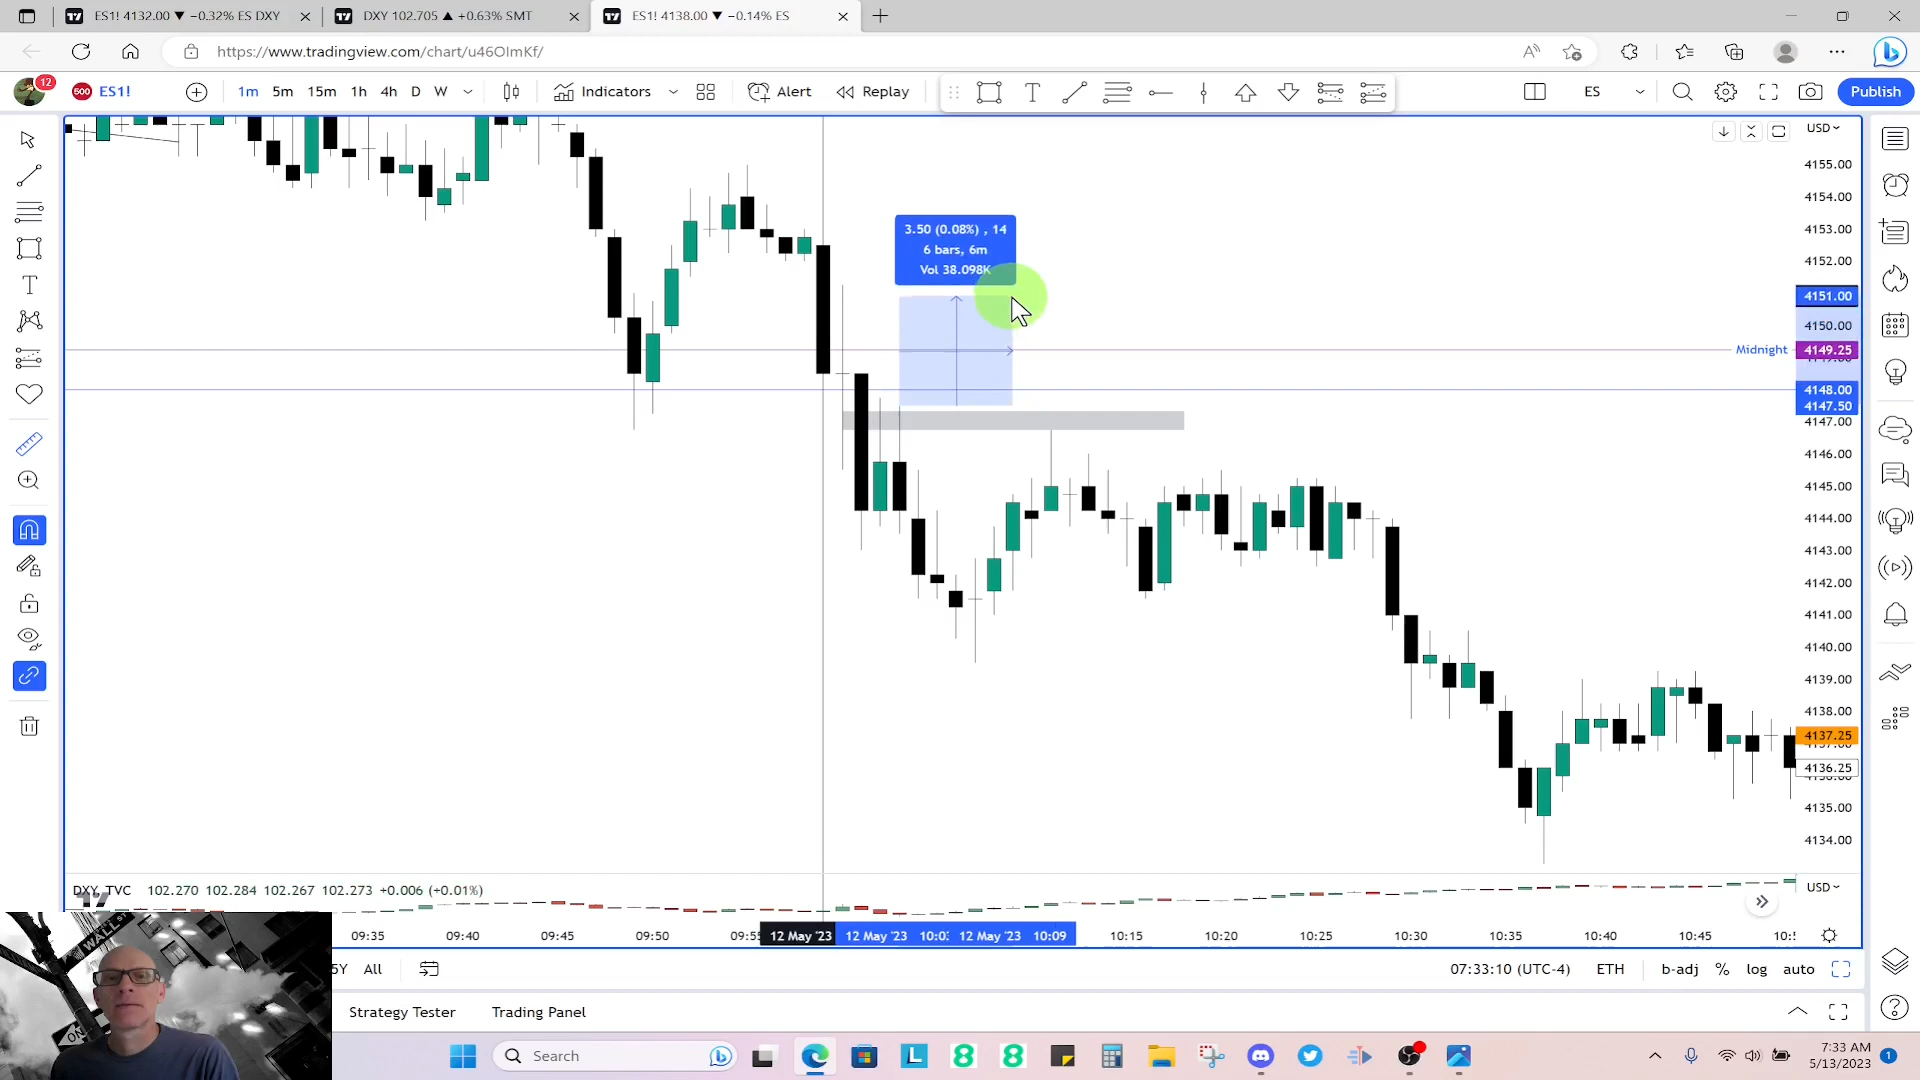 ES1! 4132.00 ▼ −0.32% ES DXY
DXY 102.705 ▲ +0.63% SMT
ES1! 4138.00 ▼ −0.14% ES
https://www.tradingview.com/chart/u46OImKf/
12
500 ES1!
1m 5m 15m 1h 4h D W
Indicators
Alert
Replay
ES
Publish
USD
4155.00
4154.00
4153.00
4152.00
4151.00
4150.00
Midnight 4149.25
4148.00
4147.50
4147.00
4146.00
4145.00
4144.00
4143.00
4142.00
4141.00
4140.00
4139.00
4138.00
4137.25
4136.25
4135.00
4134.00
3.50 (0.08%) , 14
6 bars, 6m
Vol 38.098K
DXY TVC 102.270 102.284 102.267 102.273 +0.006 (+0.01%)
USD
09:35 09:40 09:45 09:50 12 May '23 12 May '23 12 May '23 10:09 10:15 10:20 10:25 10:30 10:35 10:40 10:45
5Y All
07:33:10 (UTC-4) ETH b-adj % log auto
Strategy Tester
Trading Panel
WALL ST
ON
Search
7:33 AM
5/13/2023
1